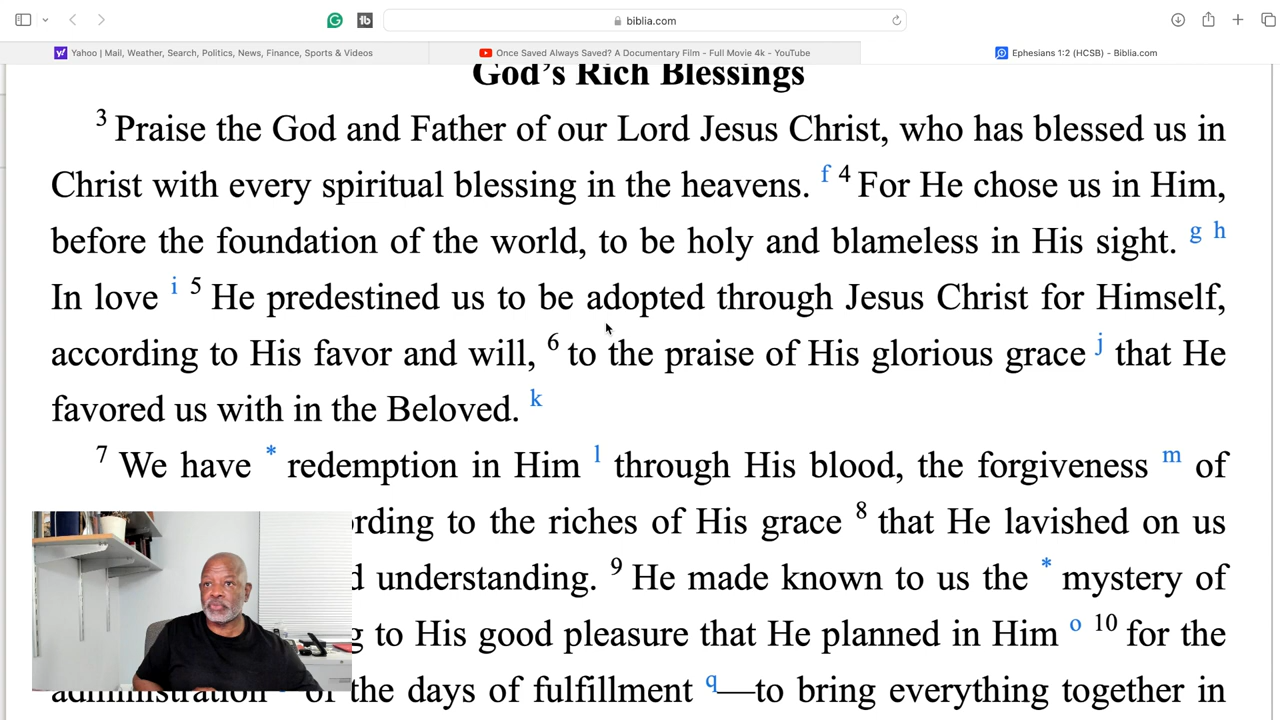 biblia.com
Yahoo | Mail, Weather, Search, Politics, News, Finance, Sports & Videos
Once Saved Always Saved? A Documentary Film - Full Movie 4k - YouTube
Ephesians 1:2 (HCSB) - Biblia.com
God's Rich Blessings
3 Praise the God and Father of our Lord Jesus Christ, who has blessed us in
Christ with every spiritual blessing in the heavens. f 4 For He chose us in Him,
before the foundation of the world, to be holy and blameless in His sight. g h
In love i 5 He predestined us to be adopted through Jesus Christ for Himself,
according to His favor and will, 6 to the praise of His glorious grace j that He
favored us with in the Beloved. k
7 We have * redemption in Him l through His blood, the forgiveness m of
rding to the riches of His grace 8 that He lavished on us
d understanding. 9 He made known to us the * mystery of
g to His good pleasure that He planned in Him o 10 for the
administration of the days of fulfillment q—to bring everything together in